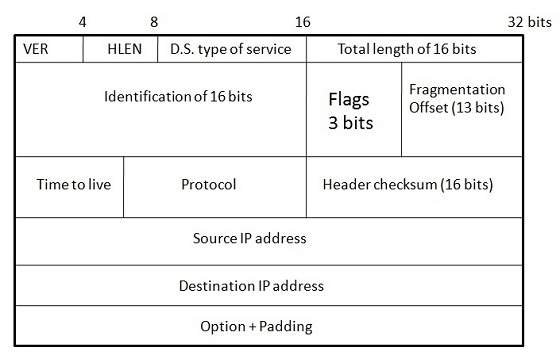 4 8 16 32 bits
VER HLEN D.S. type of service Total length of 16 bits
Identification of 16 bits
Flags
3 bits
Fragmentation
Offset (13 bits)
Time to live Protocol Header checksum (16 bits)
Source IP address
Destination IP address
Option + Padding